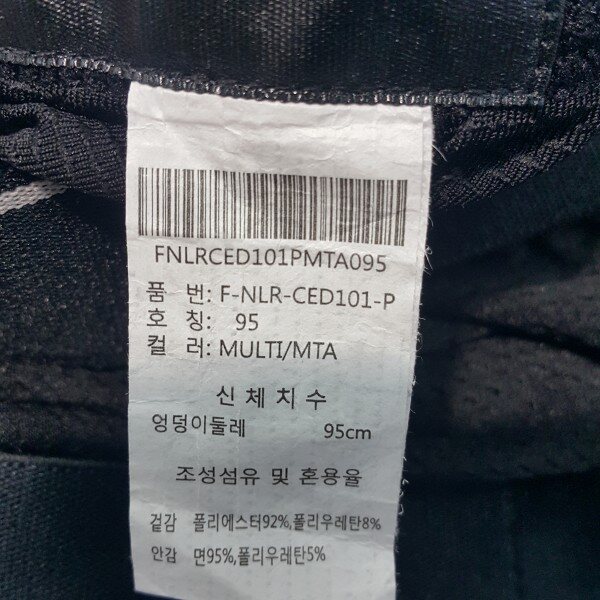 FNLRCED101PMTA095
품 번: F-NLR-CED101-P
호 칭: 95
컬 러: MULTI/MTA
신체치수
엉덩이둘레 95cm
조성섬유 및 혼용율
겉감 폴리에스터92%,폴리우레탄8%
안감 면95%,폴리우레탄5%